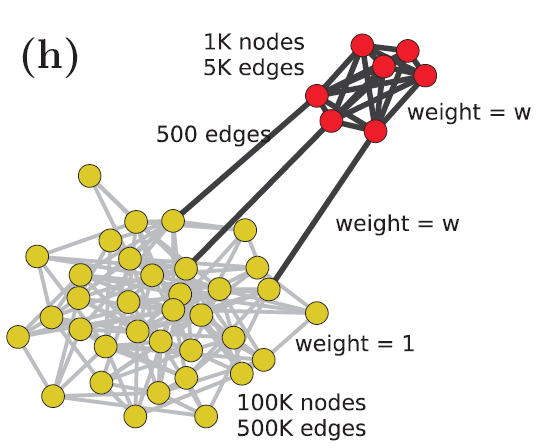 (h)
1K nodes
5K edges
weight = w
500 edges
weight = w
weight = 1
100K nodes
500K edges